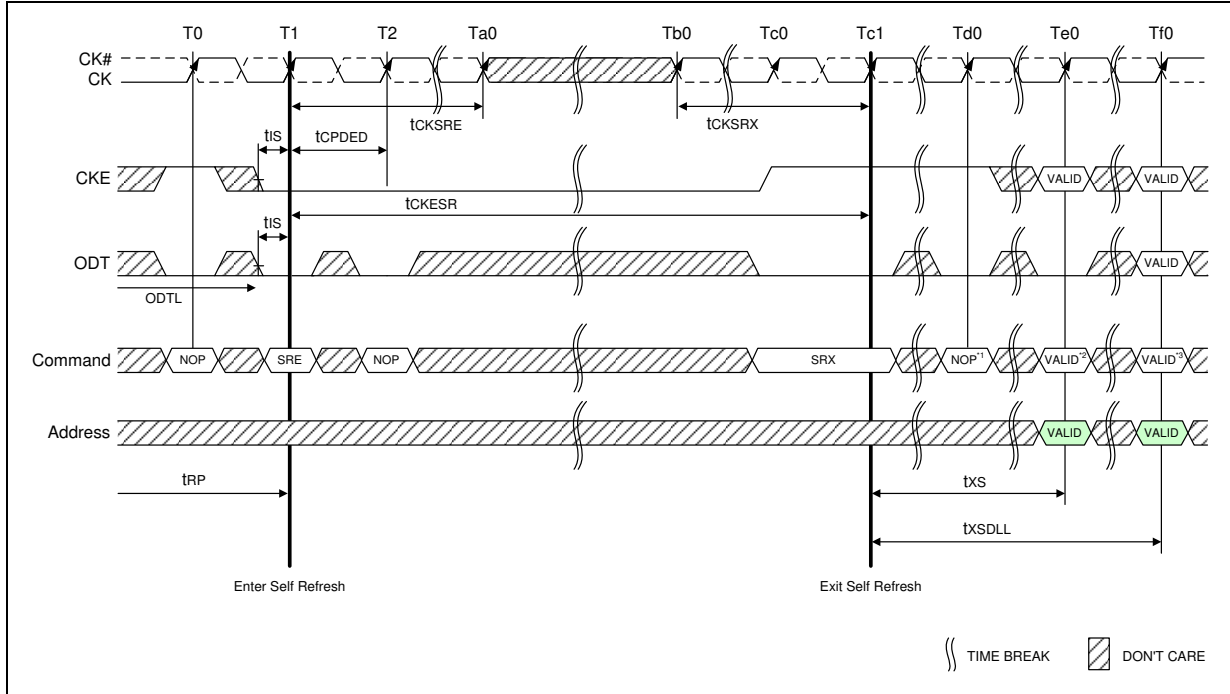 T0 T1 T2 Ta0 Tb0 Tc0 Tc1 Td0 Te0 Tf0
CK#
CK
tCKSRE tCKSRX
tIS tCPDED
CKE VALID VALID
tCKESR
tIS
ODT VALID
ODTL
Command NOP SRE NOP SRX NOP*1 VALID*2 VALID*3
Address VALID VALID
tRP tXS
tXSDLL
Enter Self Refresh Exit Self Refresh
TIME BREAK DON'T CARE